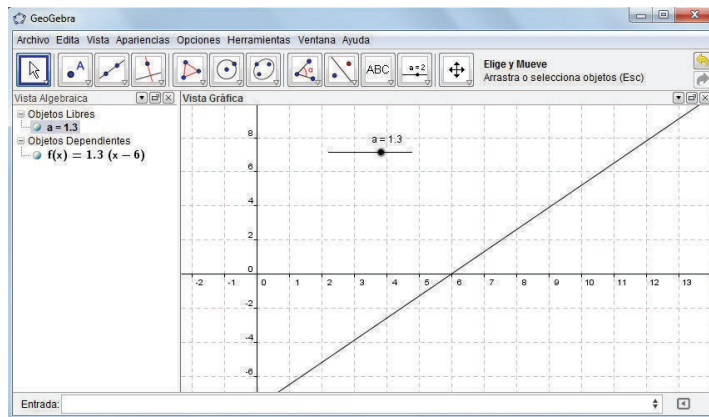 GeoGebra
Archivo Edita Vista Apariencias Opciones Herramientas Ventana Ayuda
A
α
ABC
a=2
Elige y Mueve
Arrastra o selecciona objetos (Esc)
Vista Algebraica
Vista Gráfica
Objetos Libres
a = 1.3
Objetos Dependientes
f(x) = 1.3 (x − 6)
a = 1.3
8
6
4
2
0
-2 -1 0 1 2 3 4 5 6 7 8 9 10 11 12 13
-2
-4
-6
Entrada: